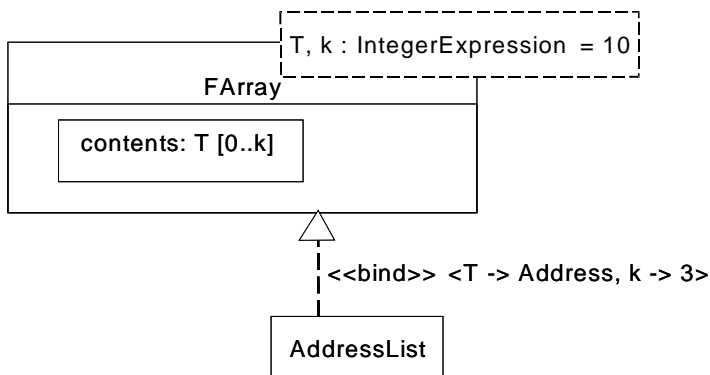 T, k : IntegerExpression = 10
FArray
contents: T [0..k]
<<bind>> <T -> Address, k -> 3>
AddressList